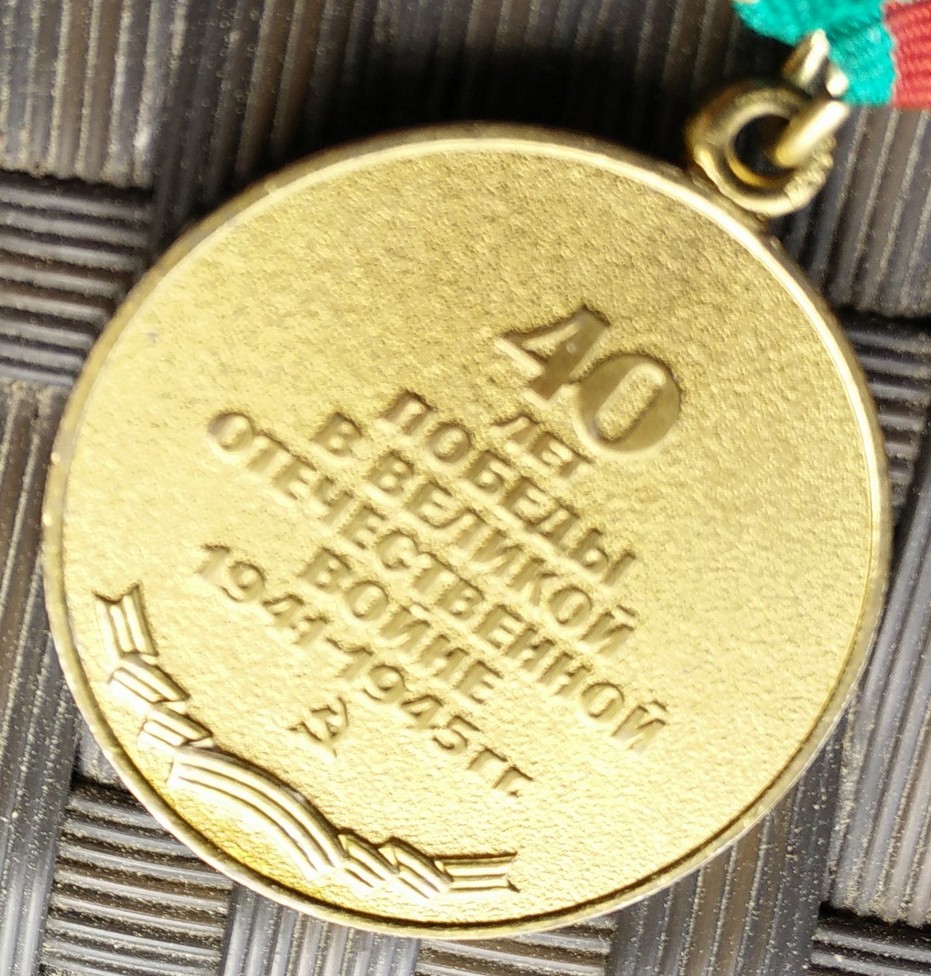 40
ЛЕТ
ПОБЕДЫ
В ВЕЛИКОЙ
ОТЕЧЕСТВЕННОЙ
ВОЙНЕ
1941-1945 гг.